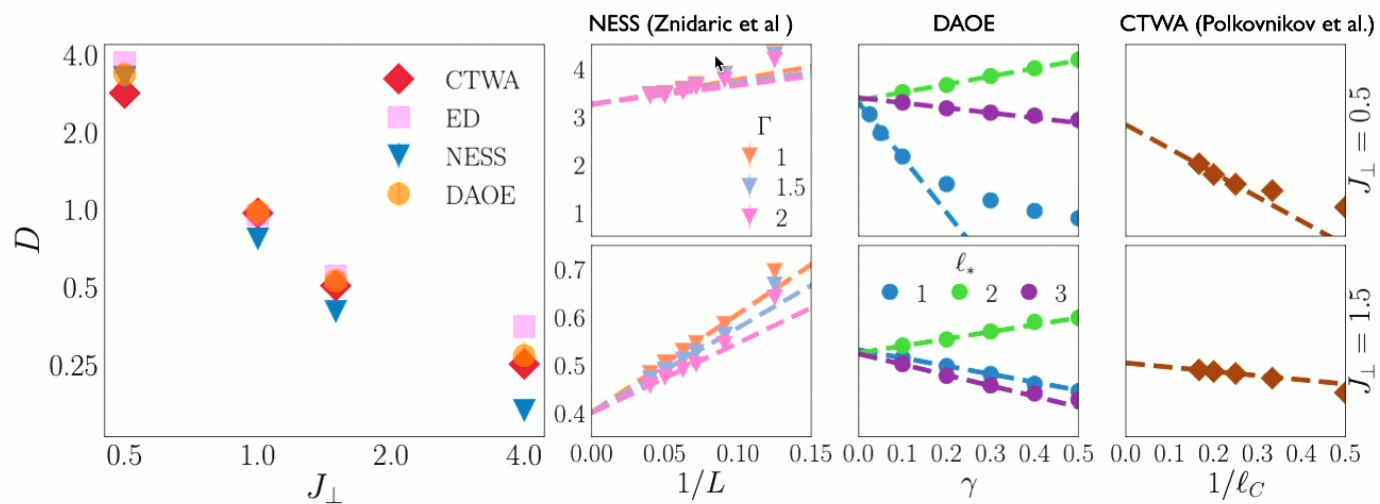 NESS (Znidaric et al )
DAOE
CTWA (Polkovnikov et al.)
D
4.0
2.0
1.0
0.5
0.25
CTWA
ED
NESS
DAOE
0.5
1.0
2.0
4.0
J⊥
4
3
2
1
Γ
1
1.5
2
0.7
0.6
0.5
0.4
0.00
0.05
0.10
0.15
1/L
ℓ*
1
2
3
0.0
0.1
0.2
0.3
0.4
0.5
γ
J⊥ = 0.5
J⊥ = 1.5
0.0
0.1
0.2
0.3
0.4
0.5
1/ℓC